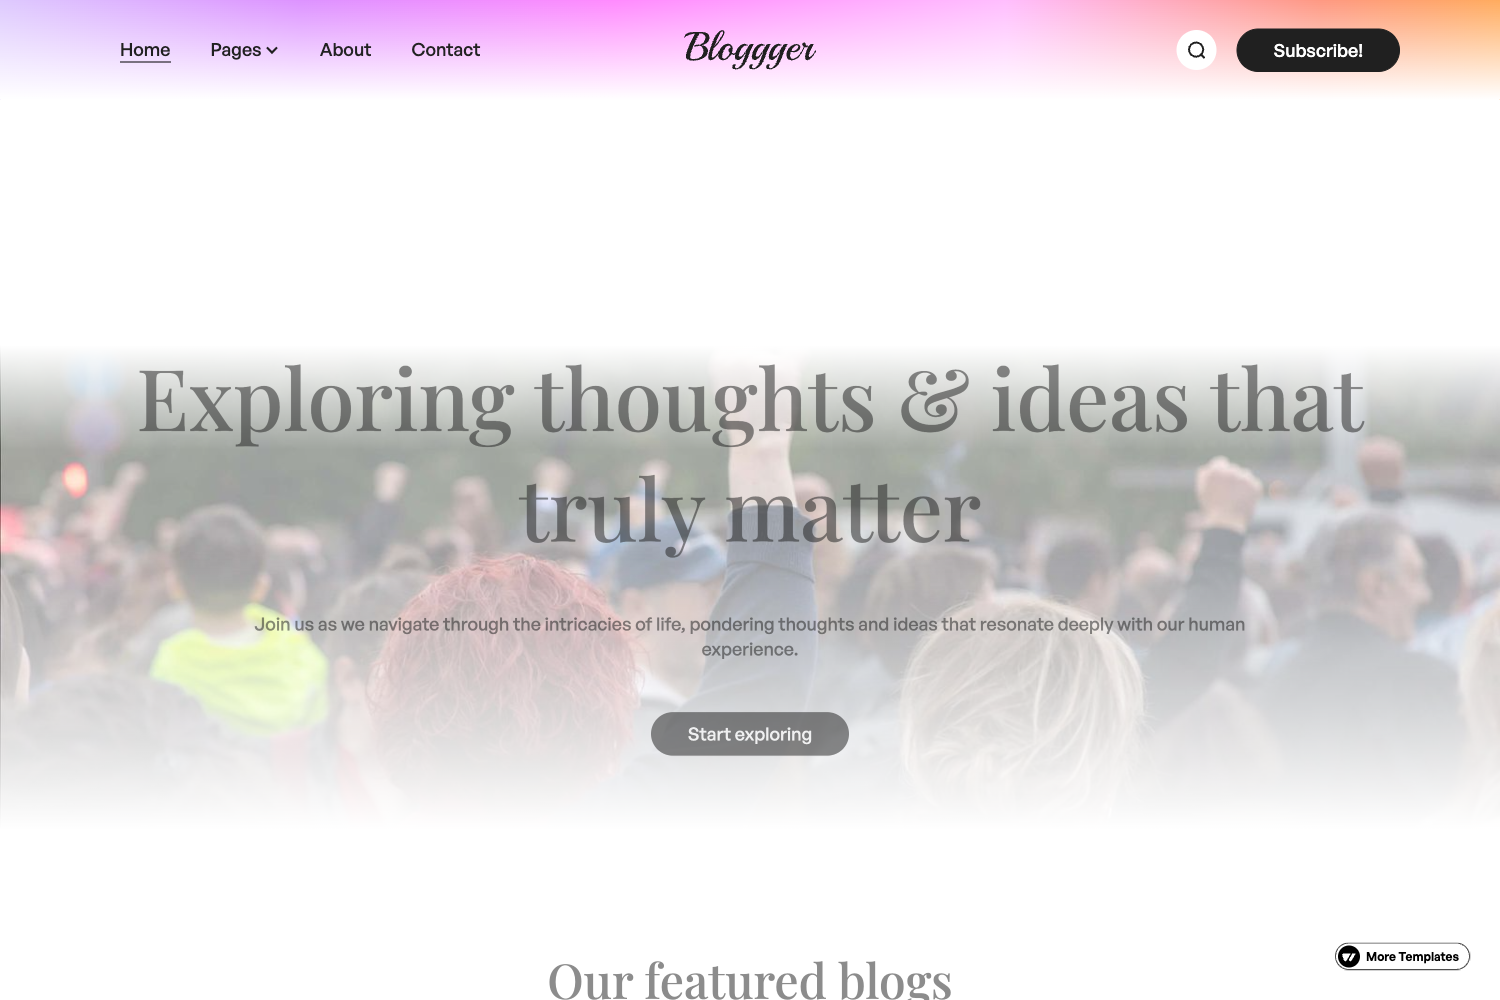 Home
Pages
About
Contact
Bloggger
Subscribe!
Exploring thoughts & ideas that
truly matter
Join us as we navigate through the intricacies of life, pondering thoughts and ideas that resonate deeply with our human
experience.
Start exploring
Our featured blogs
More Templates